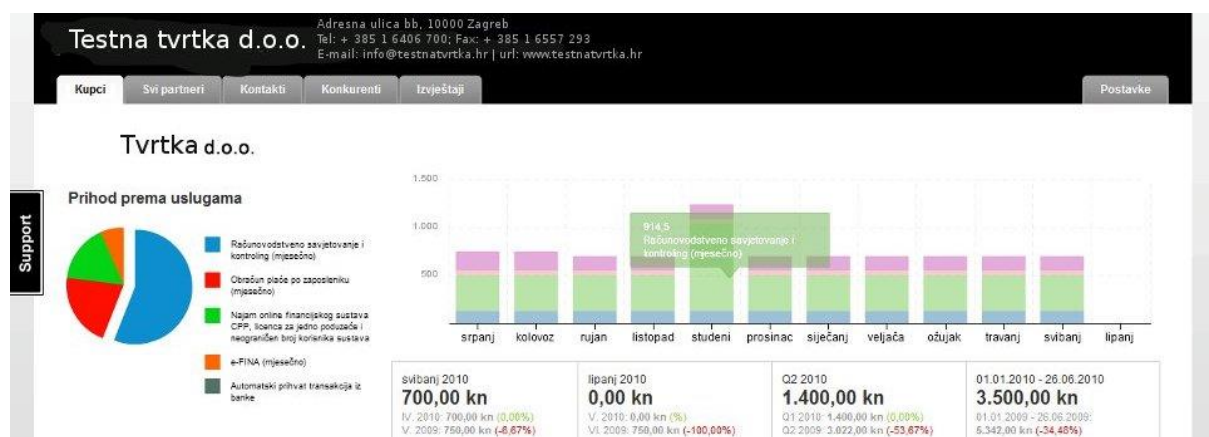 Testna tvrtka d.o.o.
Adresna ulica bb, 10000 Zagreb
Tel: + 385 1 6406 700; Fax: + 385 1 6557 293
E-mail: info@testnatvrtka.hr | url: www.testnatvrtka.hr
Kupci
Svi partneri
Kontakti
Konkurenti
Izvještaji
Postavke
Tvrtka d.o.o.
Support
Prihod prema uslugama
Računovodstveno savjetovanje i
kontroling (mjesečno)
Obračun plaće po zaposleniku
(mjesečno)
Najam online financijskog sustava
CPP, licenca za jedno poduzeće i
neograničen broj korisnika sustava
e-FINA (mjesečno)
Automatski prihvat transakcija iz
banke
1.500
1.000
500
914,5
Računovodstveno savjetovanje i
kontroling (mjesečno)
srpanj kolovoz rujan listopad studeni prosinac siječanj veljača ožujak travanj svibanj lipanj
svibanj 2010
700,00 kn
IV. 2010: 700,00 kn (0,00%)
V. 2009: 750,00 kn (-6,67%)
lipanj 2010
0,00 kn
V. 2010: 0,00 kn (%)
VI. 2009: 750,00 kn (-100,00%)
Q2 2010
1.400,00 kn
Q1 2010: 1.400,00 kn (0,00%)
Q2 2009: 3.022,00 kn (-53,67%)
01.01.2010 - 26.06.2010
3.500,00 kn
01.01.2009 - 26.06.2009:
5.342,00 kn (-34,48%)